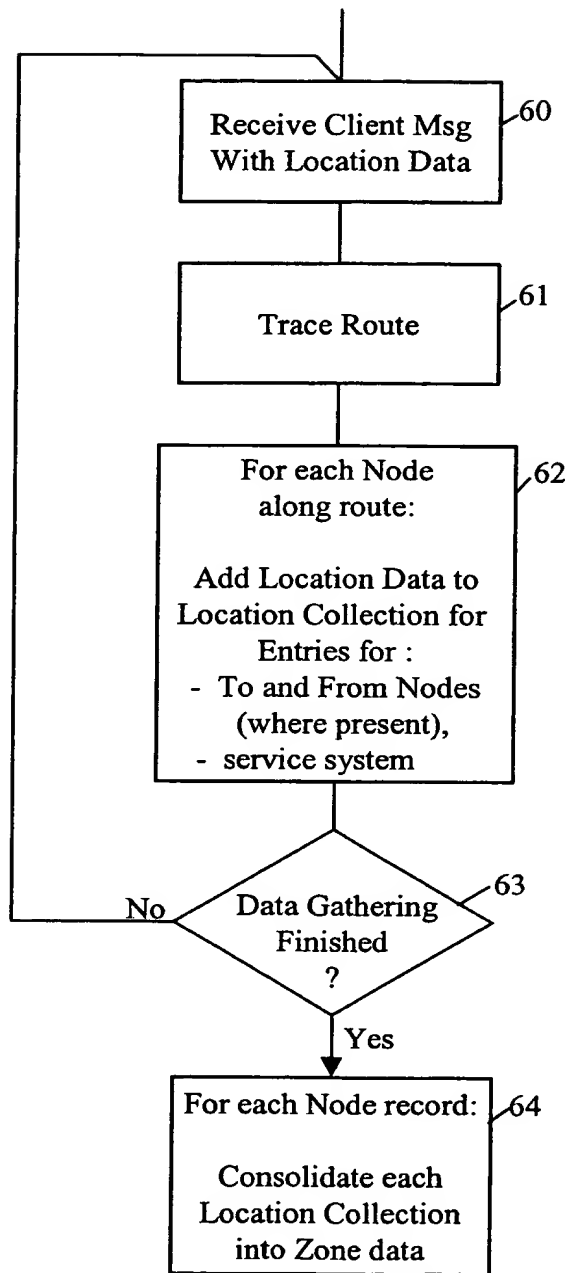 Receive Client Msg
With Location Data
60
Trace Route
61
For each Node
along route:
Add Location Data to
Location Collection for
Entries for :
- To and From Nodes
(where present),
- service system
62
Data Gathering
Finished
?
63
No
Yes
For each Node record:
Consolidate each
Location Collection
into Zone data
64